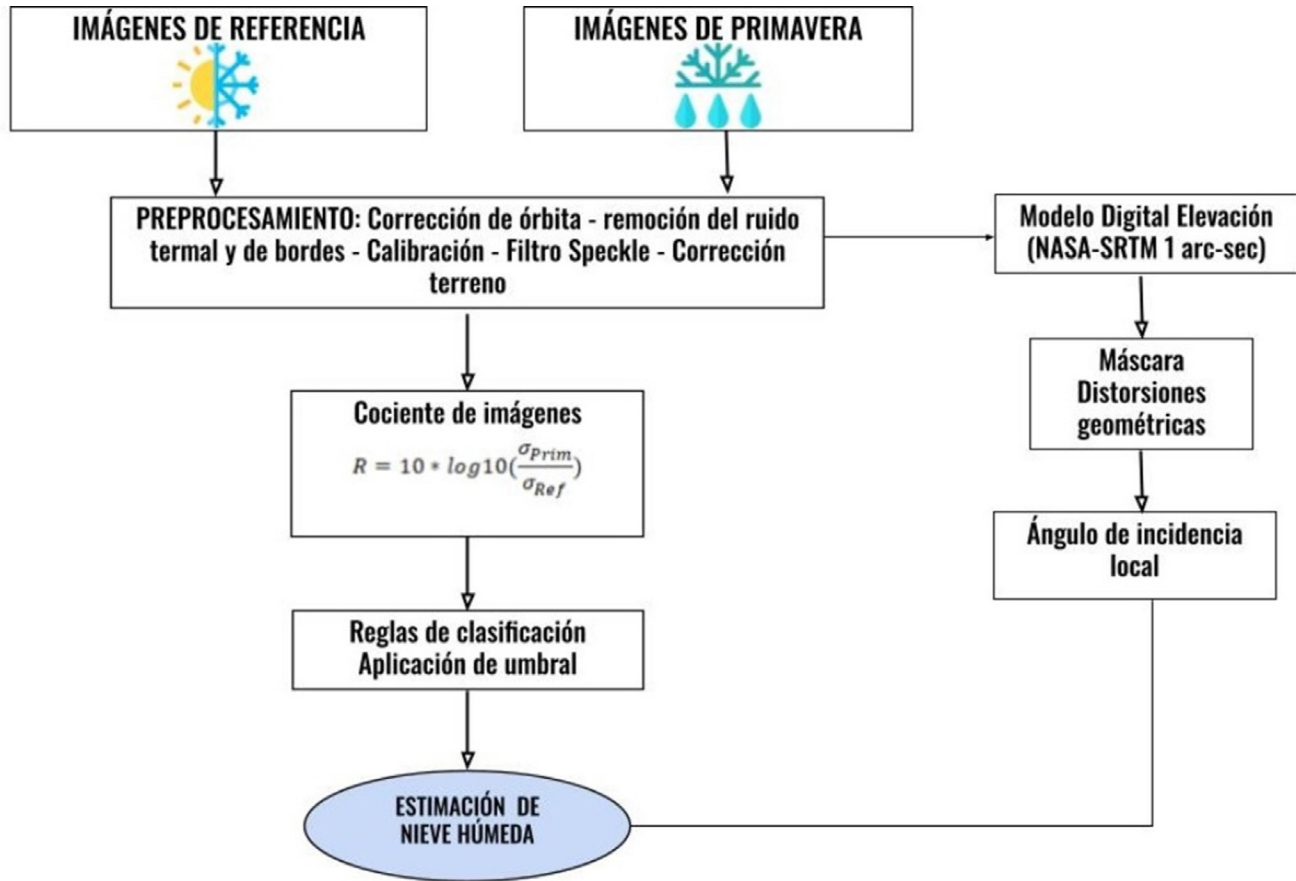 IMÁGENES DE REFERENCIA
IMÁGENES DE PRIMAVERA
PREPROCESAMIENTO: Corrección de órbita - remoción del ruido
termal y de bordes - Calibración - Filtro Speckle - Corrección
terreno
Modelo Digital Elevación
(NASA-SRTM 1 arc-sec)
Máscara
Distorsiones
geométricas
Ángulo de incidencia
local
Cociente de imágenes
R = 10 * log10(σPrim/σRef)
Reglas de clasificación
Aplicación de umbral
ESTIMACIÓN DE
NIEVE HÚMEDA